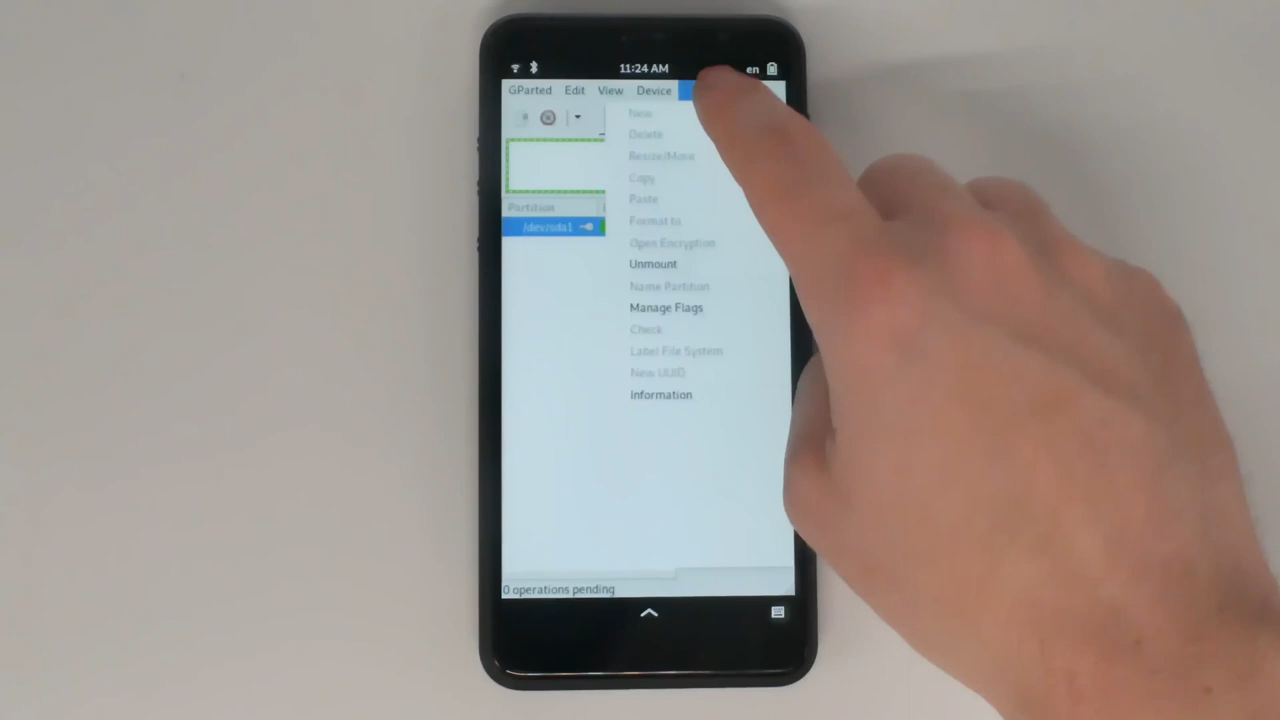 11:24 AM en
GParted Edit View Device
New
Delete
Resize/Move
Copy
Partition
Paste
/dev/sda1
Format to
Open Encryption
Unmount
Name Partition
Manage Flags
Check
Label File System
New UUID
Information
0 operations pending